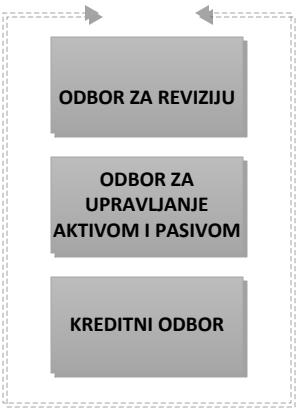 ODBOR ZA REVIZIJU
ODBOR ZA
UPRAVLJANJE
AKTIVOM I PASIVOM
KREDITNI ODBOR